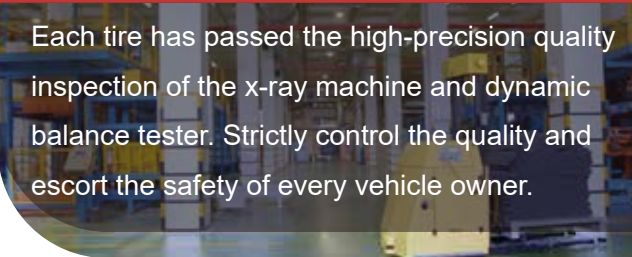 Each tire has passed the high-precision quality
inspection of the x-ray machine and dynamic
balance tester. Strictly control the quality and
escort the safety of every vehicle owner.